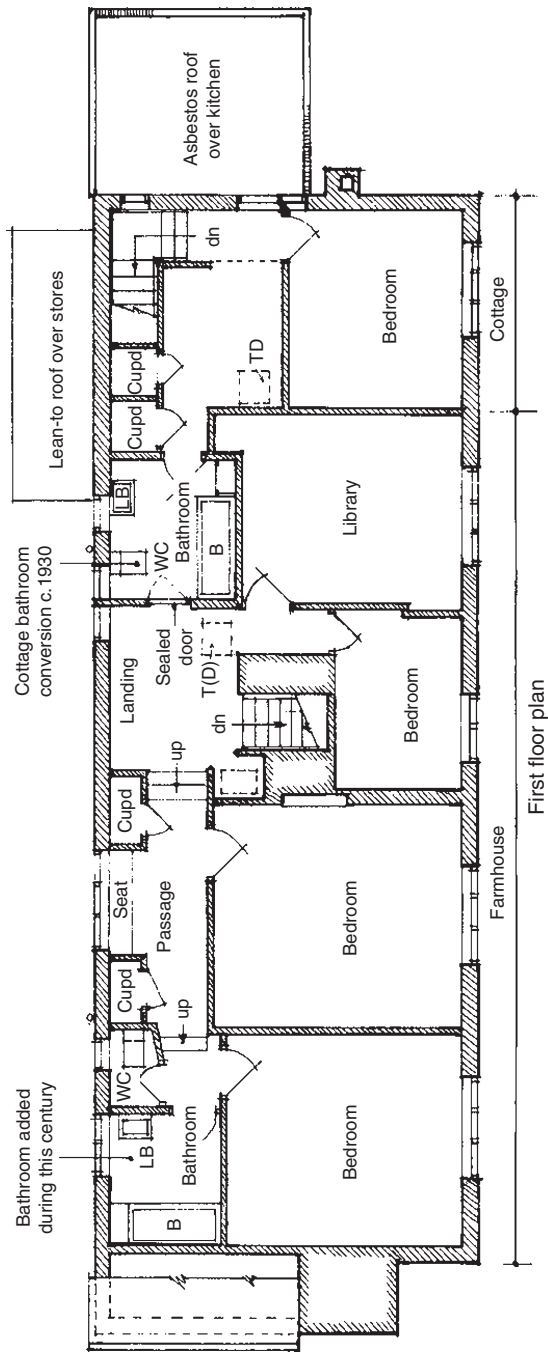 Bathroom added
during this century
Cottage bathroom
conversion c.1930
Lean-to roof over stores
Asbestos roof
over kitchen
B
LB
WC
Bathroom
up
Cupd
Seat
Passage
Cupd
up
Landing
Sealed
door
T(D)
dn
WC
LB
Bathroom
B
Cupd
Cupd
dn
TD
Bedroom
Bedroom
Bedroom
Library
Bedroom
Farmhouse
Cottage
First floor plan